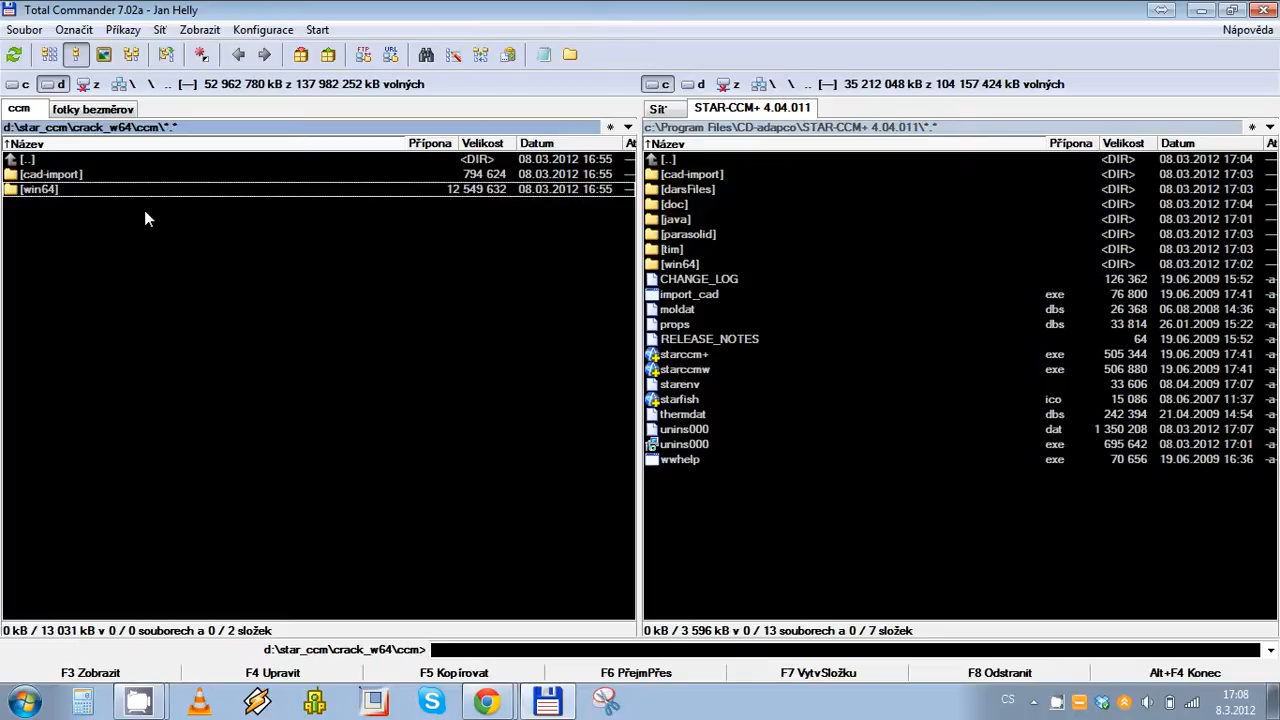 Total Commander 7.02a - Jan Helly
Soubor Označit Příkazy Síť Zobrazit Konfigurace Start Nápověda
FTP URL
c d z \ .. [—] 52 962 780 kB z 137 982 252 kB volných
c d z \ .. [—] 35 212 048 kB z 104 157 424 kB volných
ccm fotky bezměrov
Síť STAR-CCM+ 4.04.011
d:\star_ccm\crack_w64\ccm\*.* * 
c:\Program Files\CD-adapco\STAR-CCM+ 4.04.011\*.* *
↑Název Přípona Velikost Datum At
[..] <DIR> 08.03.2012 16:55 —
[cad-import] 794 624 08.03.2012 16:55 —
[win64] 12 549 632 08.03.2012 16:55 —
↑Název Přípona Velikost Datum At
[..] <DIR> 08.03.2012 17:04 —
[cad-import] <DIR> 08.03.2012 17:03 —
[darsFiles] <DIR> 08.03.2012 17:03 —
[doc] <DIR> 08.03.2012 17:04 —
[java] <DIR> 08.03.2012 17:01 —
[parasolid] <DIR> 08.03.2012 17:03 —
[tim] <DIR> 08.03.2012 17:03 —
[win64] <DIR> 08.03.2012 17:02 —
CHANGE_LOG 126 362 19.06.2009 15:52 -a
import_cad exe 76 800 19.06.2009 17:41 -a
moldat dbs 26 368 06.08.2008 14:36 -a
props dbs 33 814 26.01.2009 15:22 -a
RELEASE_NOTES 64 19.06.2009 15:52 -a
starccm+ exe 505 344 19.06.2009 17:41 -a
starccmw exe 506 880 19.06.2009 17:41 -a
starenv 33 606 08.04.2009 17:07 -a
starfish ico 15 086 08.06.2007 11:37 -a
thermdat dbs 242 394 21.04.2009 14:54 -a
unins000 dat 1 350 208 08.03.2012 17:07 -a
unins000 exe 695 642 08.03.2012 17:01 -a
wwhelp exe 70 656 19.06.2009 16:36 -a
0 kB / 13 031 kB v 0 / 0 souborech a 0 / 2 složek
0 kB / 3 596 kB v 0 / 13 souborech a 0 / 7 složek
d:\star_ccm\crack_w64\ccm>
F3 Zobrazit F4 Upravit F5 Kopírovat F6 PřejmPřes F7 VytvSložku F8 Odstranit Alt+F4 Konec
CS 17:08
8.3.2012